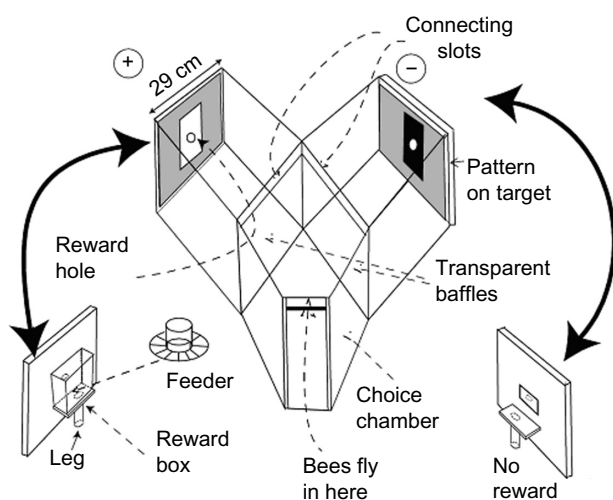 Connecting
slots
+
29 cm
−
Pattern
on target
Reward
hole
Transparent
baffles
Feeder
Choice
chamber
Leg
Reward
box
Bees fly
in here
No
reward